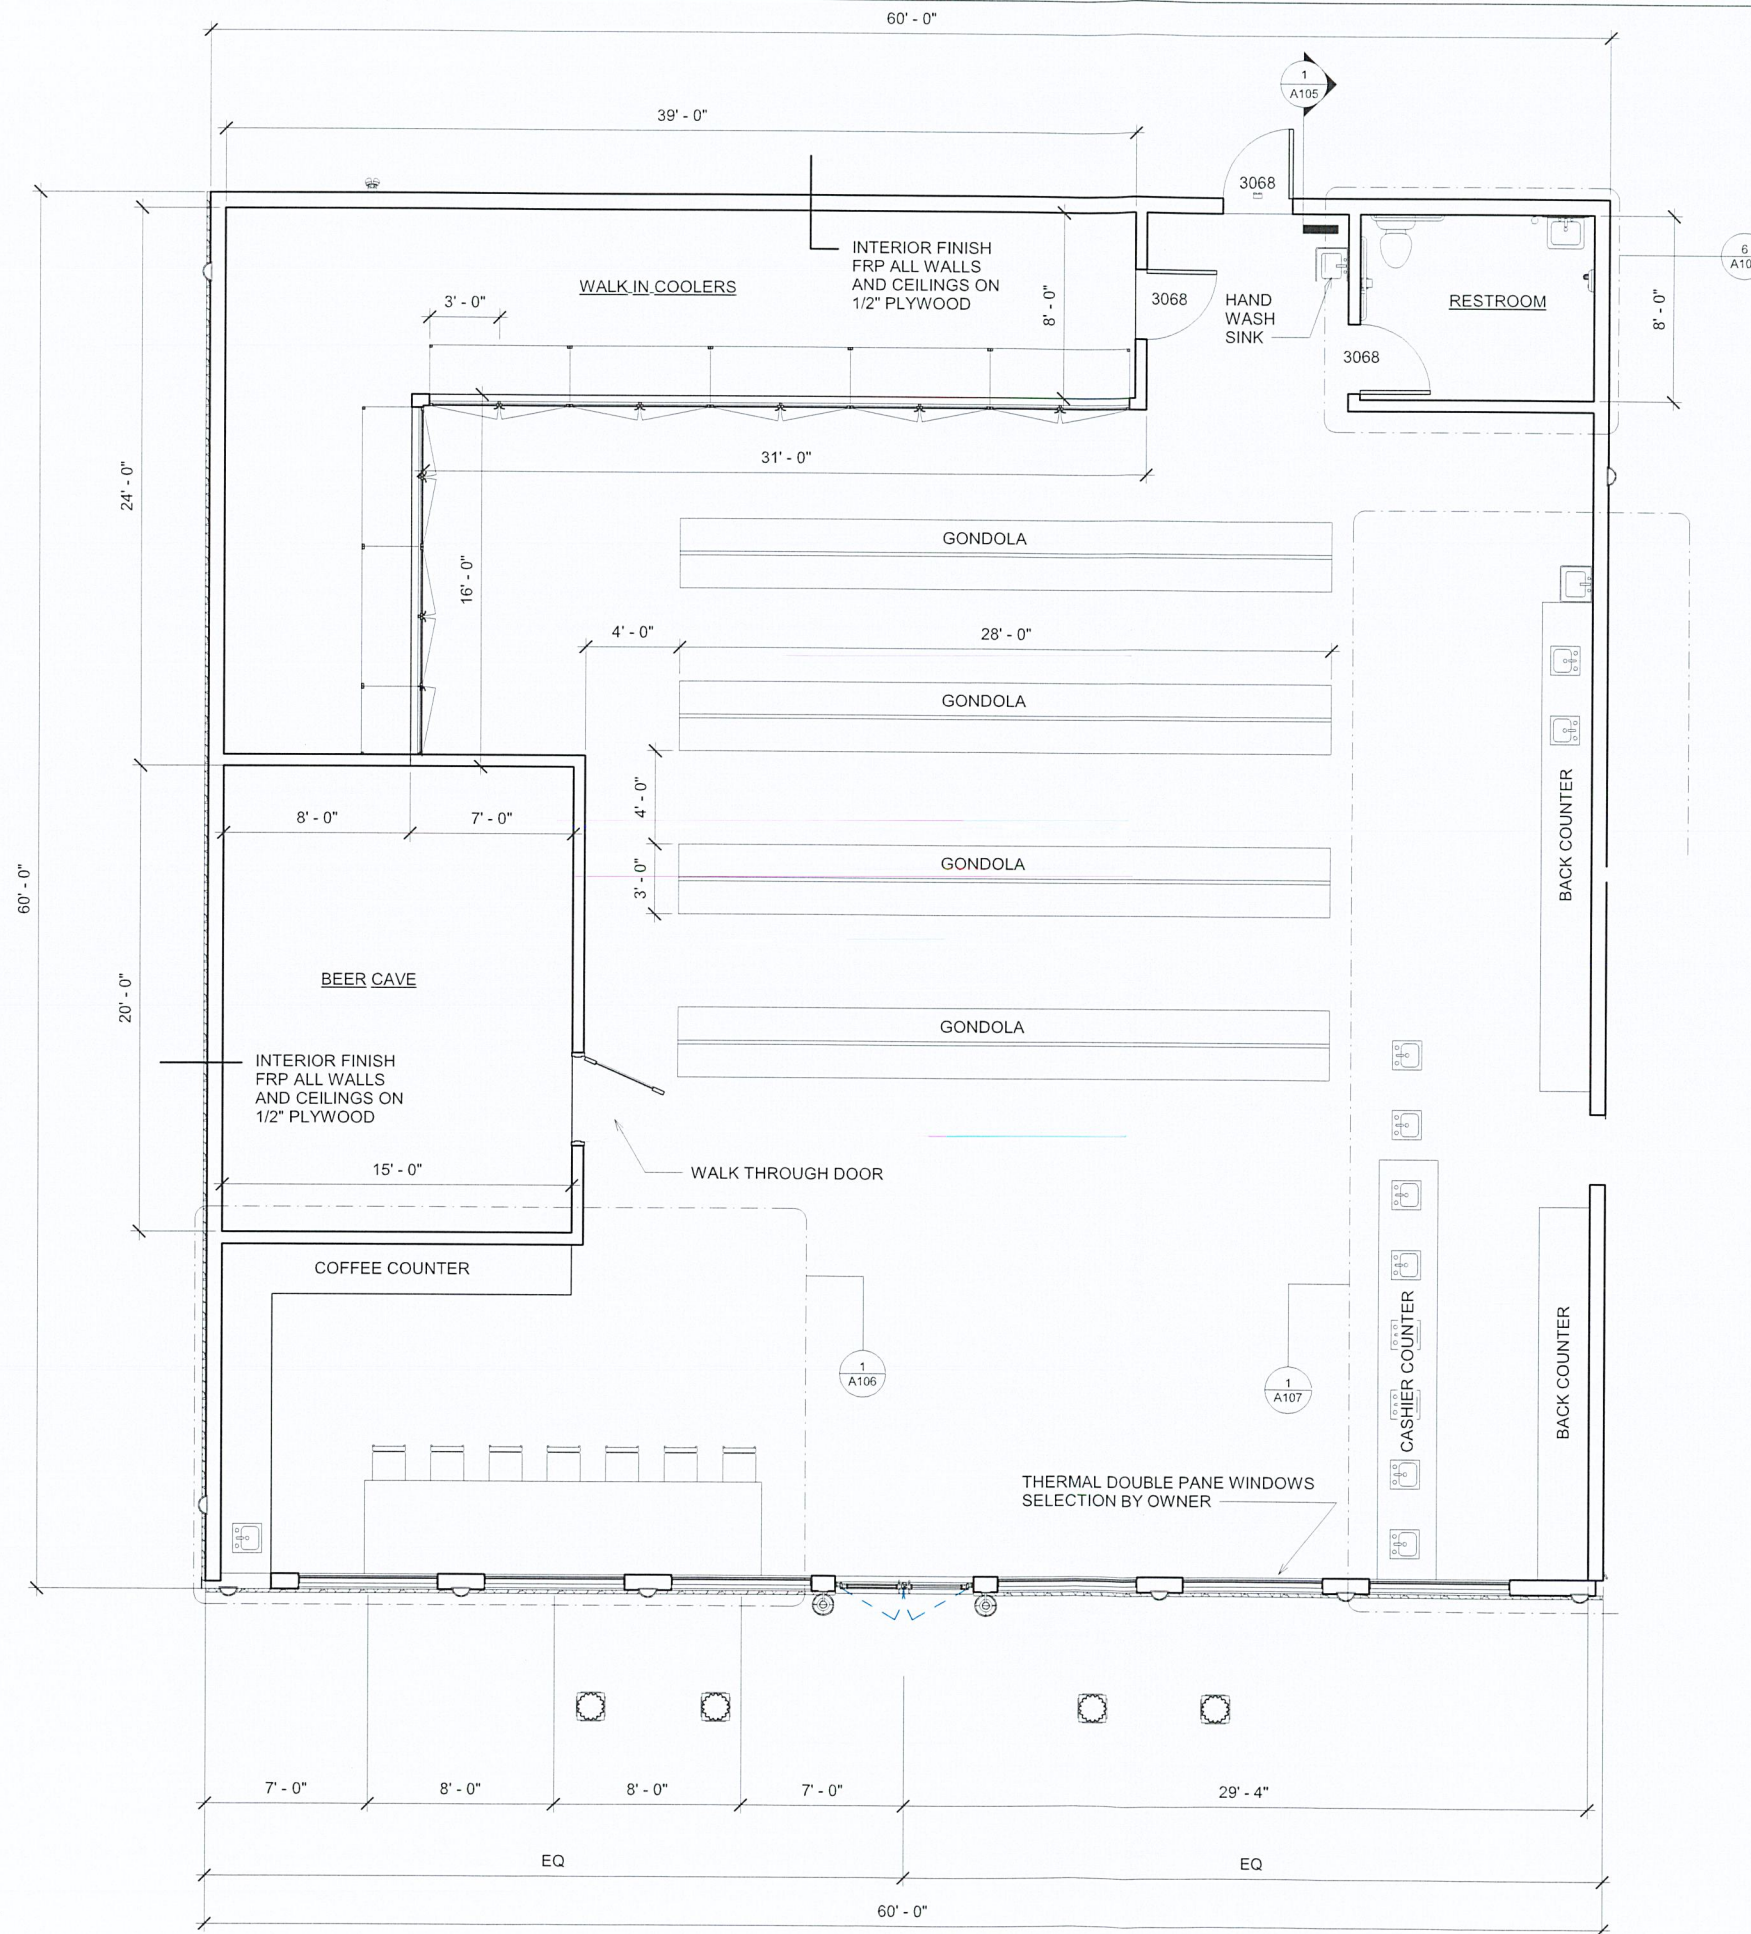 60' - 0"
1
A105
39' - 0"
3068
INTERIOR FINISH
FRP ALL WALLS
AND CEILINGS ON
1/2" PLYWOOD
WALK IN COOLERS
3' - 0"
8' - 0"
3068
HAND
WASH
SINK
RESTROOM
8' - 0"
6
3068
31' - 0"
24' - 0"
16' - 0"
GONDOLA
4' - 0"
28' - 0"
GONDOLA
4' - 0"
8' - 0"
7' - 0"
BACK COUNTER
GONDOLA
3' - 0"
60' - 0"
BEER CAVE
20' - 0"
GONDOLA
INTERIOR FINISH
FRP ALL WALLS
AND CEILINGS ON
1/2" PLYWOOD
15' - 0"
WALK THROUGH DOOR
COFFEE COUNTER
1
A106
1
A107
CASHIER COUNTER
BACK COUNTER
THERMAL DOUBLE PANE WINDOWS
SELECTION BY OWNER
7' - 0"
8' - 0"
8' - 0"
7' - 0"
29' - 4"
EQ
EQ
60' - 0"